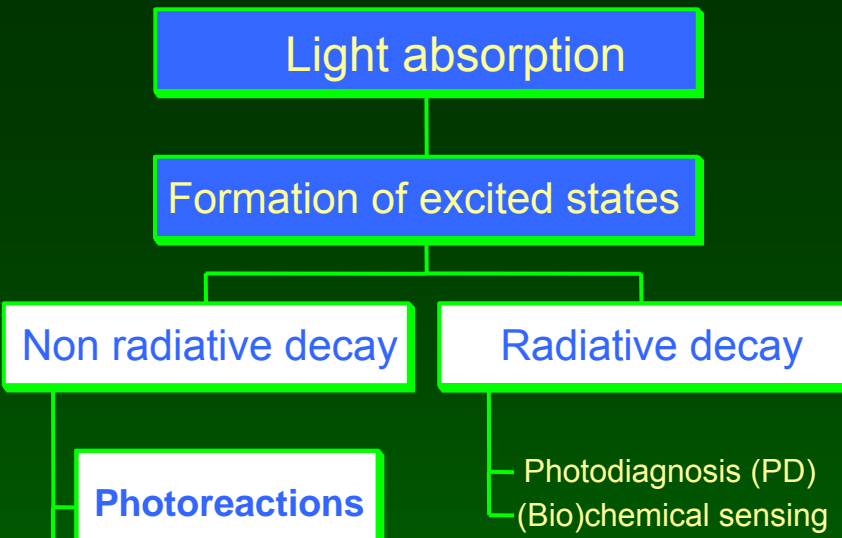 Light absorption
Formation of excited states
Non radiative decay
Radiative decay
Photoreactions
Photodiagnosis (PD)
(Bio)chemical sensing